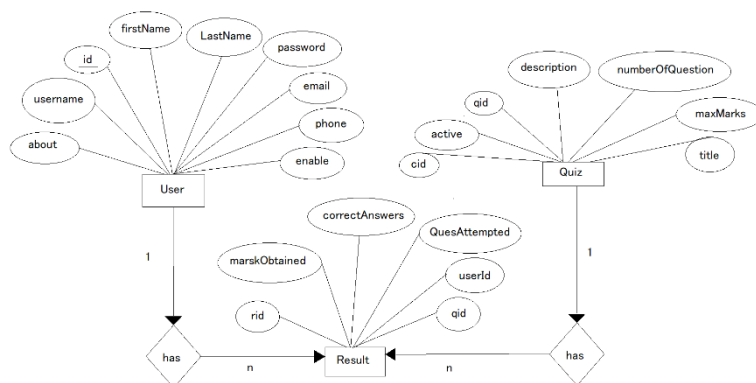 firstName
LastName
password
id
email
username
phone
about
enable
User
description
numberOfQuestion
qid
maxMarks
active
title
cid
Quiz
correctAnswers
QuesAttempted
marskObtained
userId
rid
qid
Result
1
1
has
n
n
has